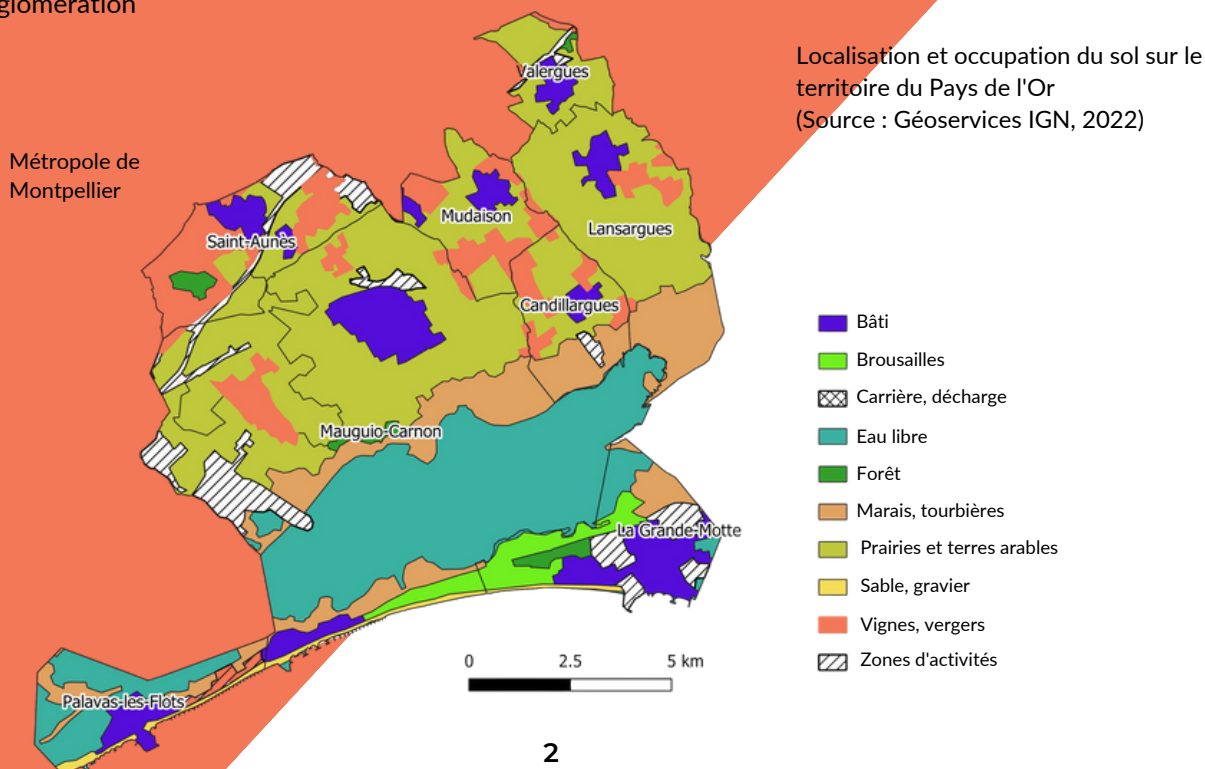 glomération
Localisation et occupation du sol sur le
territoire du Pays de l'Or
(Source : Géoservices IGN, 2022)
Métropole de
Montpellier
Valergues
Mudaison
Lansargues
Saint-Aunès
Candillargues
Mauguio-Carnon
La Grande-Motte
Palavas-les-Flots
Bâti
Brousailles
Carrière, décharge
Eau libre
Forêt
Marais, tourbières
Prairies et terres arables
Sable, gravier
Vignes, vergers
Zones d'activités
0 2.5 5 km
2